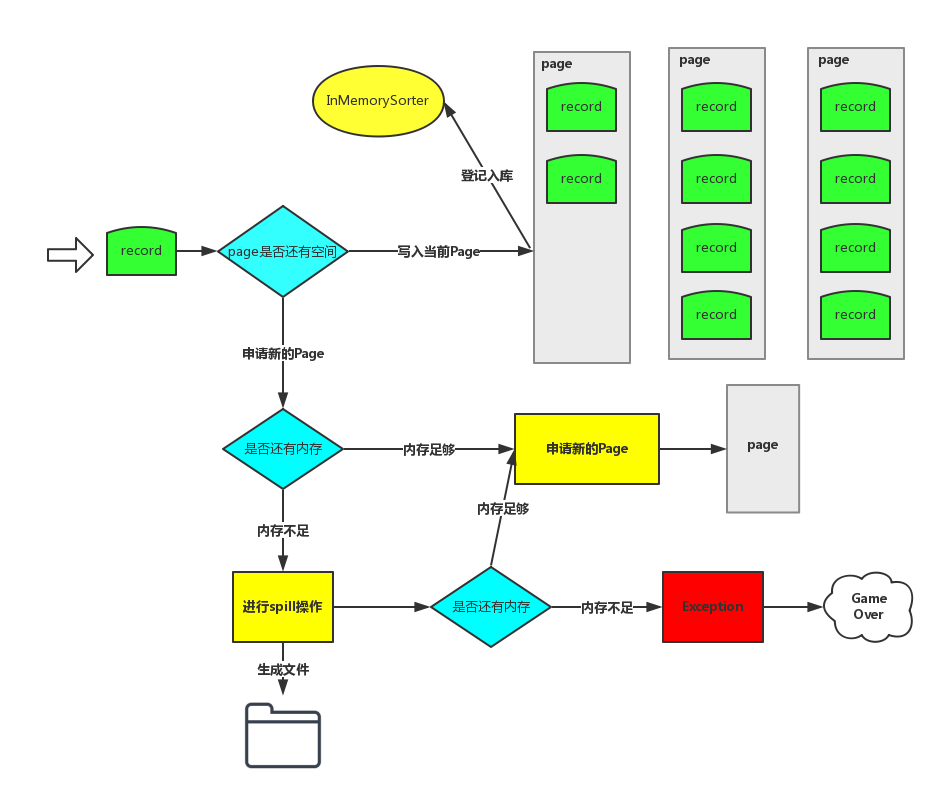 page
page
page
InMemorySorter
record
record
record
登记入库
record
record
record
record
page是否还有空间
写入当前Page
record
record
record
record
申请新的Page
是否还有内存
内存足够
申请新的Page
page
内存足够
内存不足
进行spill操作
是否还有内存
内存不足
Exception
Game
Over
生成文件